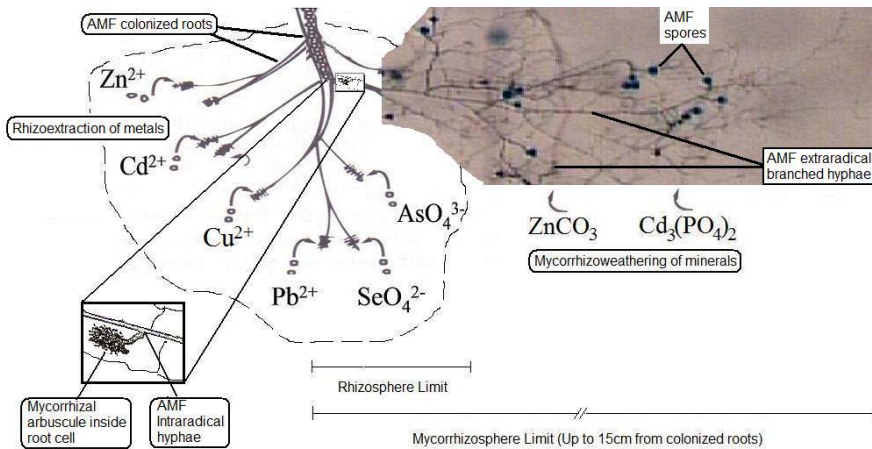 AMF colonized roots
AMF
spores
Zn²⁺
Rhizoextraction of metals
Cd²⁺
AMF extraradical
branched hyphae
AsO₄³⁻
ZnCO₃
Cd₃(PO₄)₂
Cu²⁺
Mycorrhizoweathering of minerals
Pb²⁺
SeO₄²⁻
Rhizosphere Limit
Mycorrhizal
arbuscule inside
root cell
AMF
Intraradical
hyphae
Mycorrhizosphere Limit (Up to 15cm from colonized roots)